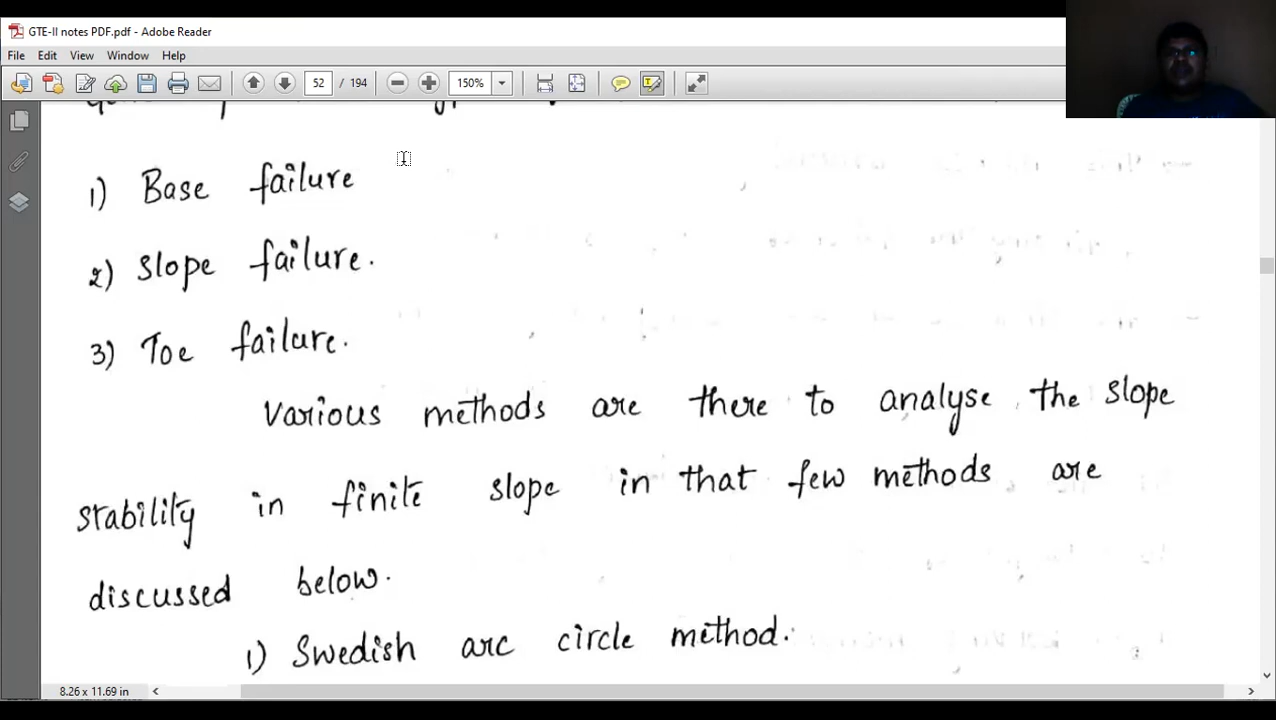 GTE-II notes PDF.pdf - Adobe Reader
File Edit View Window Help
52 / 194 150%
1) Base failure
2) Slope failure.
3) Toe failure.
Various methods are there to analyse the slope
stability in finite slope in that few methods are
discussed below.
1) Swedish arc circle method.
8.26 x 11.69 in